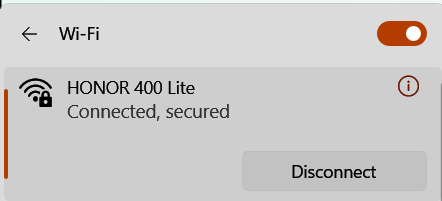 Wi-Fi
HONOR 400 Lite
Connected, secured
Disconnect